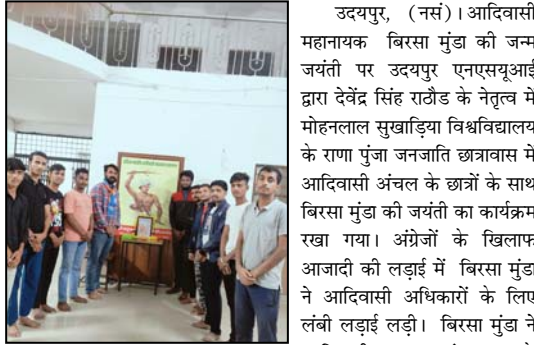 उदयपुर, (नसं)। आदिवासी
महानायक बिरसा मुंडा की जन्म
जयंती पर उदयपुर एनएसयूआई
द्वारा देवेंद्र सिंह राठौड के नेतृत्व में
मोहनलाल सुखाड़िया विश्वविद्यालय
के राणा पुंजा जनजाति छात्रावास में
आदिवासी अंचल के छात्रों के साथ
बिरसा मुंडा की जयंती का कार्यक्रम
रखा गया। अंग्रेजों के खिलाफ
आजादी की लड़ाई में बिरसा मुंडा
ने आदिवासी अधिकारों के लिए
लंबी लड़ाई लड़ी। बिरसा मुंडा ने